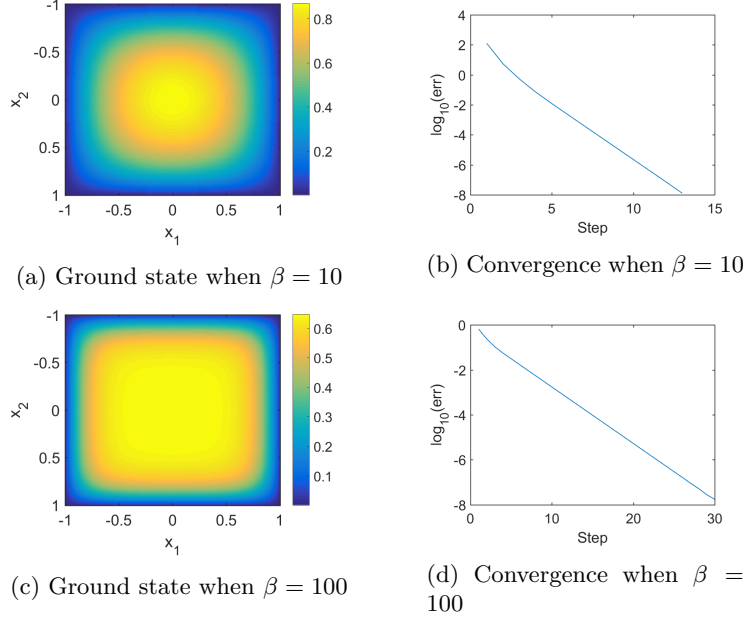 -1
-0.5
0
0.5
1
x2
-1 -0.5 0 0.5 1
x1
0.8
0.6
0.4
0.2
(a) Ground state when β = 10
4
2
0
-2
-4
-6
-8
log10(err)
0 5 10 15
Step
(b) Convergence when β = 10
-1
-0.5
0
0.5
1
x2
-1 -0.5 0 0.5 1
x1
0.6
0.5
0.4
0.3
0.2
0.1
(c) Ground state when β = 100
0
-2
-4
-6
-8
log10(err)
0 10 20 30
Step
(d) Convergence when β =
100